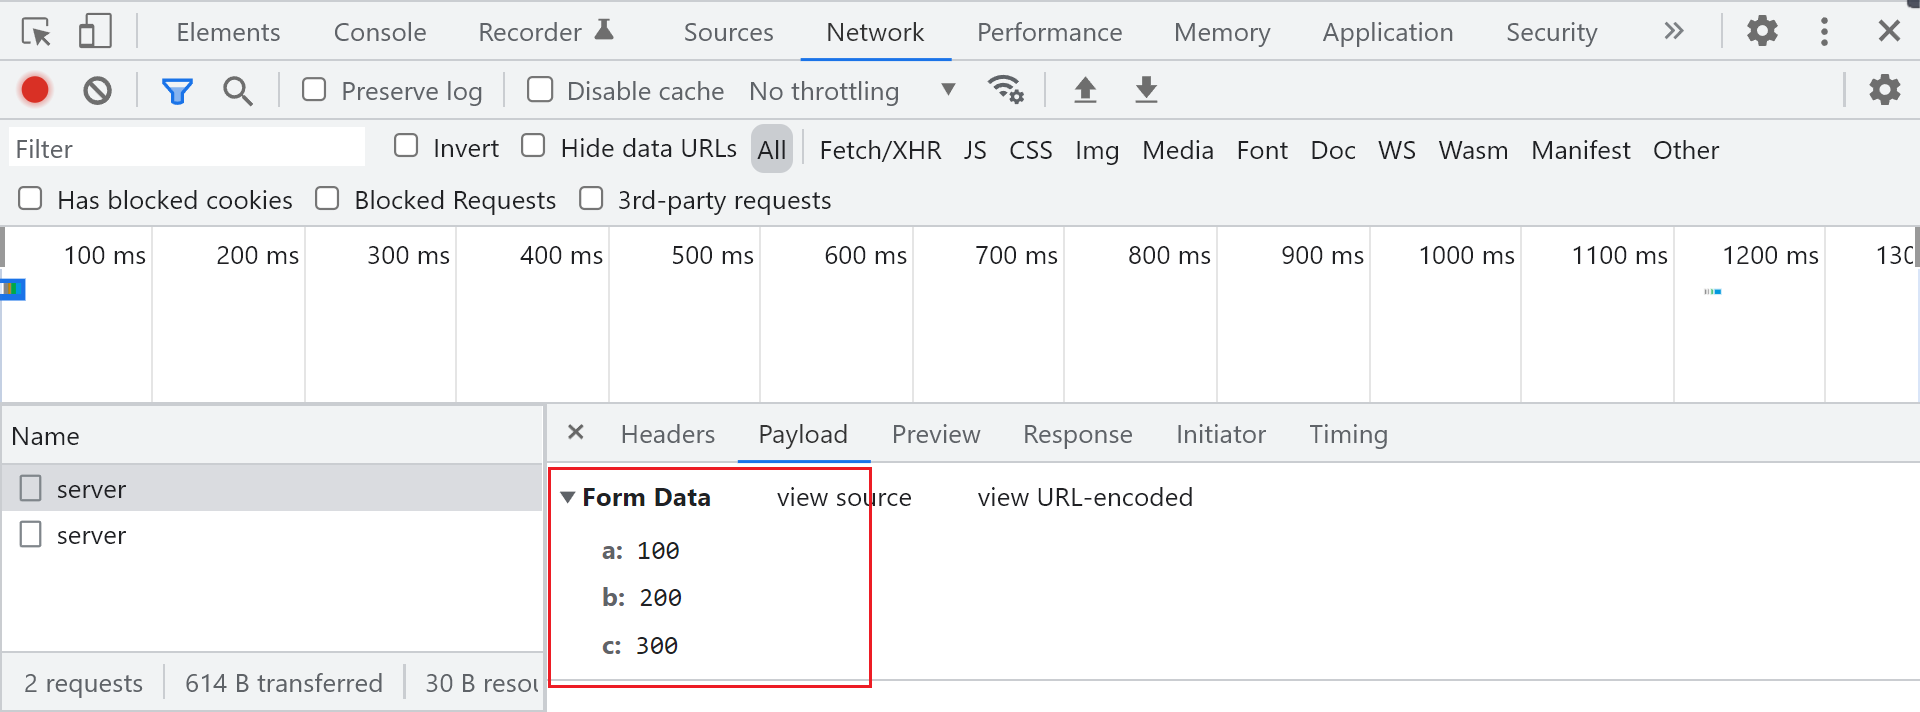 Elements Console Recorder Sources Network Performance Memory Application Security
Preserve log Disable cache No throttling
Filter Invert Hide data URLs All Fetch/XHR JS CSS Img Media Font Doc WS Wasm Manifest Other
Has blocked cookies Blocked Requests 3rd-party requests
100 ms 200 ms 300 ms 400 ms 500 ms 600 ms 700 ms 800 ms 900 ms 1000 ms 1100 ms 1200 ms 130
Name × Headers Payload Preview Response Initiator Timing
server
server
Form Data view source view URL-encoded
a: 100
b: 200
c: 300
2 requests 614 B transferred 30 B resou